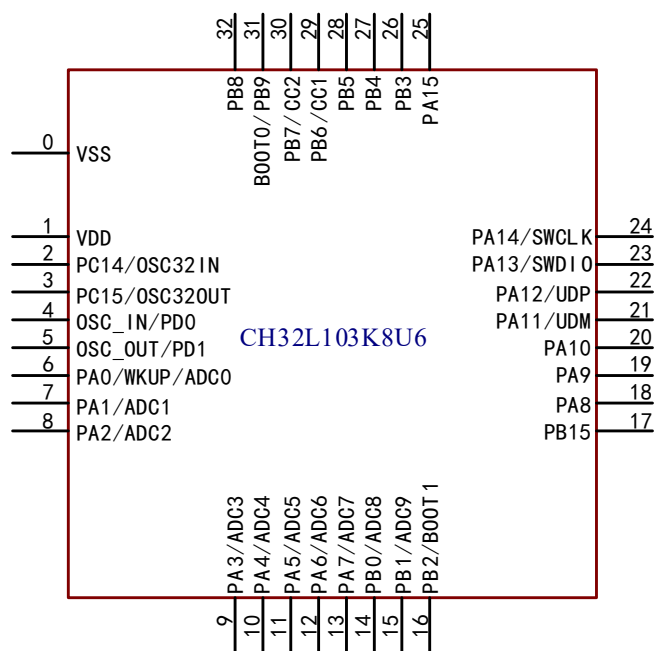 32 31 30 29 28 27 26 25
PB8
BOOT0/PB9
PB7/CC2
PB6/CC1
PB5
PB4
PB3
PA15
0 VSS
1 VDD
2 PC14/OSC32IN
3 PC15/OSC32OUT
4 OSC_IN/PD0
5 OSC_OUT/PD1
6 PA0/WKUP/ADC0
7 PA1/ADC1
8 PA2/ADC2
CH32L103K8U6
PA14/SWCLK 24
PA13/SWDIO 23
PA12/UDP 22
PA11/UDM 21
PA10 20
PA9 19
PA8 18
PB15 17
PA3/ADC3
PA4/ADC4
PA5/ADC5
PA6/ADC6
PA7/ADC7
PB0/ADC8
PB1/ADC9
PB2/BOOT1
9 10 11 12 13 14 15 16